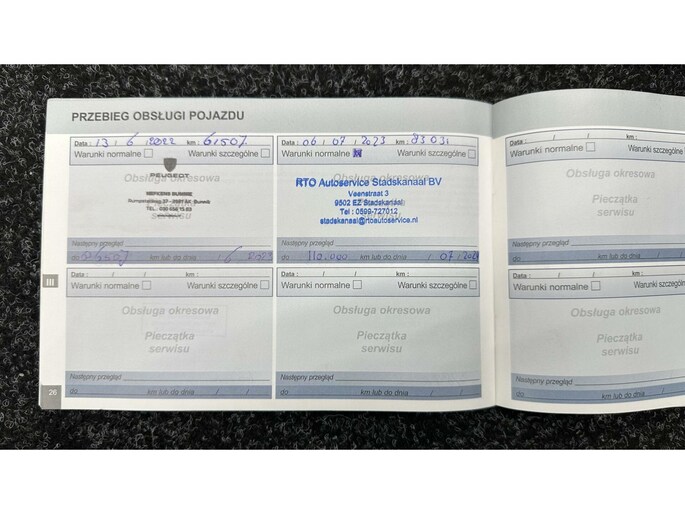 PRZEBIEG OBSŁUGI POJAZDU
Data : 13 / 6 / 2022 km : 61507
Warunki normalne Warunki szczególne
PEUGEOT
Obsługa okresowa
serwisu
Następny przegląd
do km lub do dnia / 6 /
Data : 06 / 07 / 2023 km : 83031
Warunki normalne N Warunki szczególne
Obsługa okresowa
RTO Autoservice Stadskanaal BV
Veenstraat 3
9502 EZ Stadskanaal
Tel : 0599-727012
stadskanaal@rtoautoservice.nl
Następny przegląd
do 110.000 km lub do dnia / 07 /
Data : / / km :
Warunki normalne
Obsługa okresowa
Pieczątka
serwisu
Następny przegląd
do km lub do dnia
III
Data : / / km :
Warunki normalne Warunki szczególne
Obsługa okresowa
Pieczątka
serwisu
Następny przegląd
do km lub do dnia / /
Data : / / km :
Warunki normalne Warunki szczególne
Obsługa okresowa
Pieczątka
serwisu
Następny przegląd
do km lub do dnia / /
Data : / / km :
Warunki normalne
Obsługa okresowa
Pieczątka
serwisu
Następny przegląd
do km lub do dnia
26